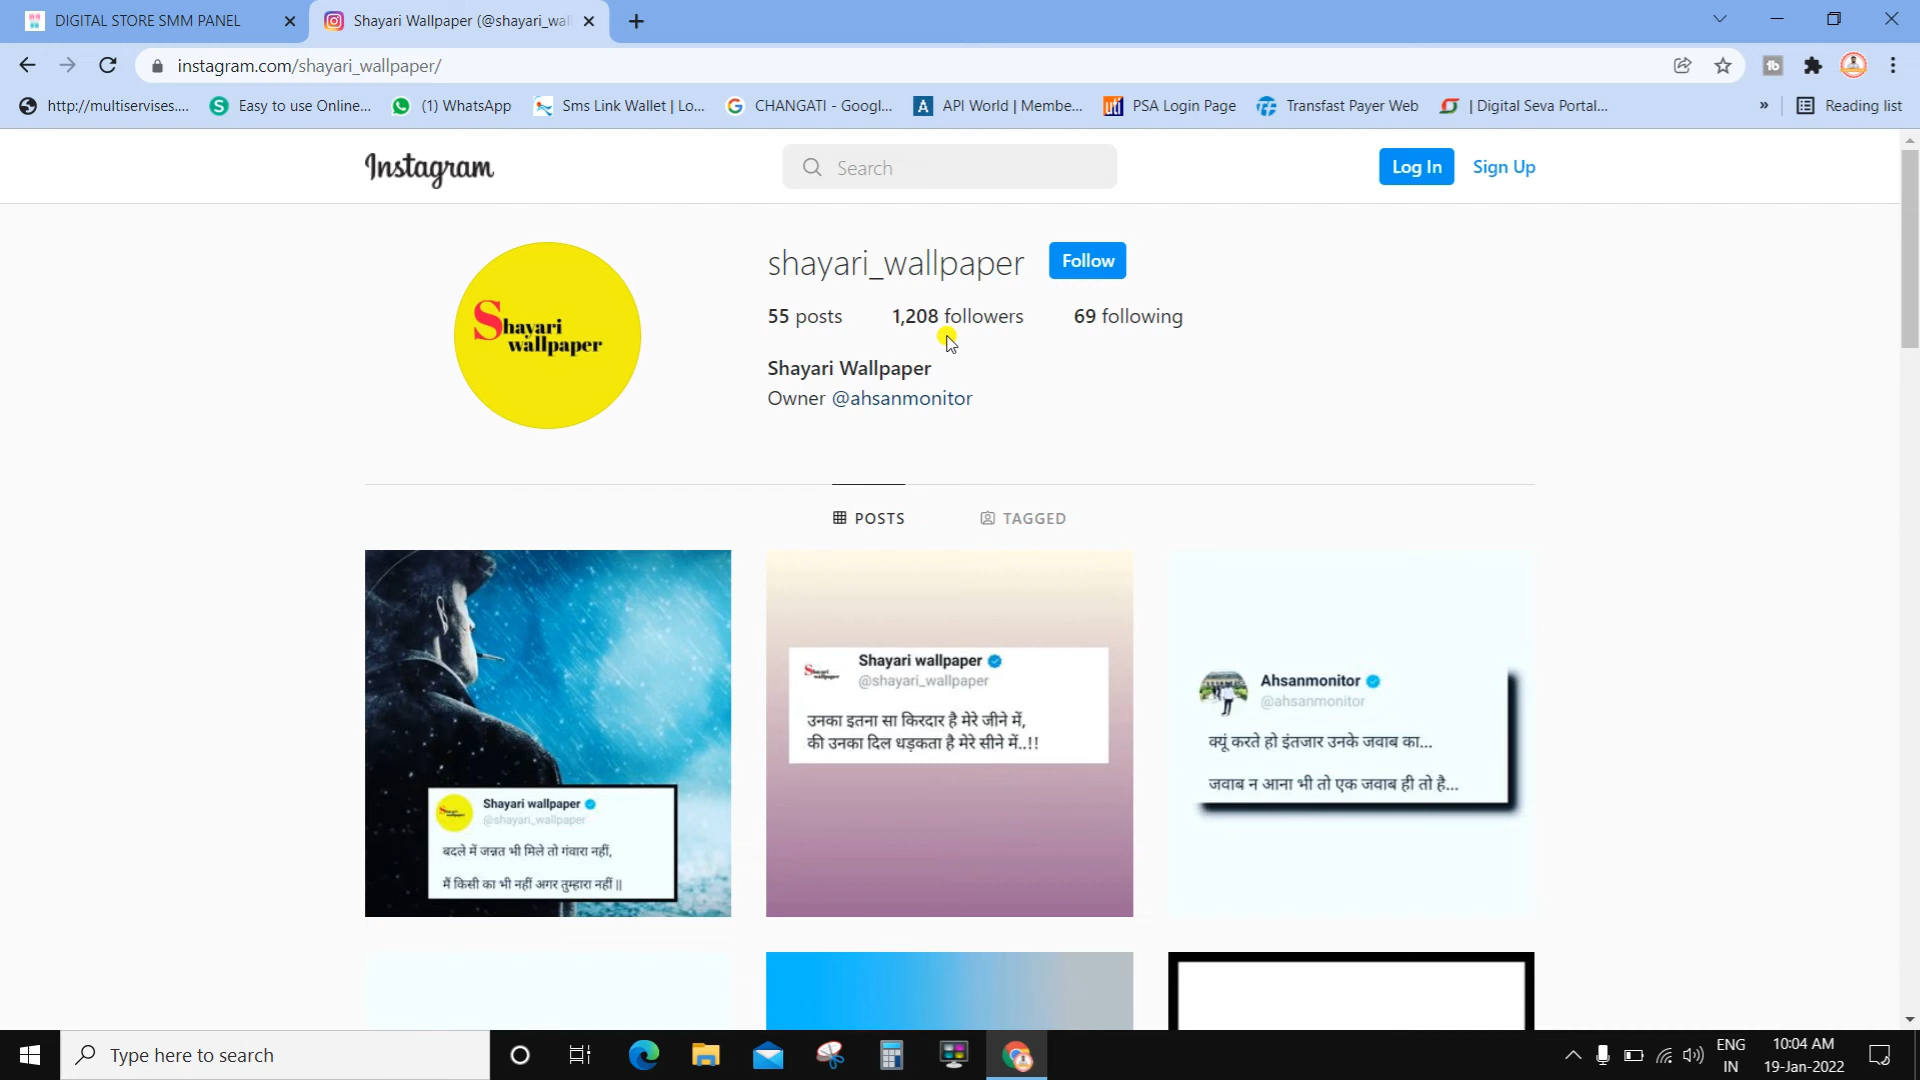 DIGITAL STORE SMM PANEL
Shayari Wallpaper (@shayari_wal
instagram.com/shayari_wallpaper/
http://multiservises....
Easy to use Online...
(1) WhatsApp
Sms Link Wallet | Lo...
CHANGATI - Googl...
API World | Membe...
PSA Login Page
Transfast Payer Web
| Digital Seva Portal...
»
Reading list
Instagram
Search
Log In
Sign Up
Shayari
wallpaper
shayari_wallpaper
Follow
55 posts
1,208 followers
69 following
Shayari Wallpaper
Owner @ahsanmonitor
POSTS
TAGGED
Shayari wallpaper
@shayari_wallpaper
बदले में जन्नत भी मिले तो गंवारा नहीं,
मैं किसी का भी नहीं अगर तुम्हारा नहीं ||
Shayari
wallpaper
Shayari wallpaper
@shayari_wallpaper
उनका इतना सा किरदार है मेरे जीने में,
की उनका दिल धड़कता है मेरे सीने में..!!
Ahsanmonitor
@ahsanmonitor
क्यूं करते हो इंतजार उनके जवाब का...
जवाब न आना भी तो एक जवाब ही तो है...
Type here to search
ENG
IN
10:04 AM
19-Jan-2022